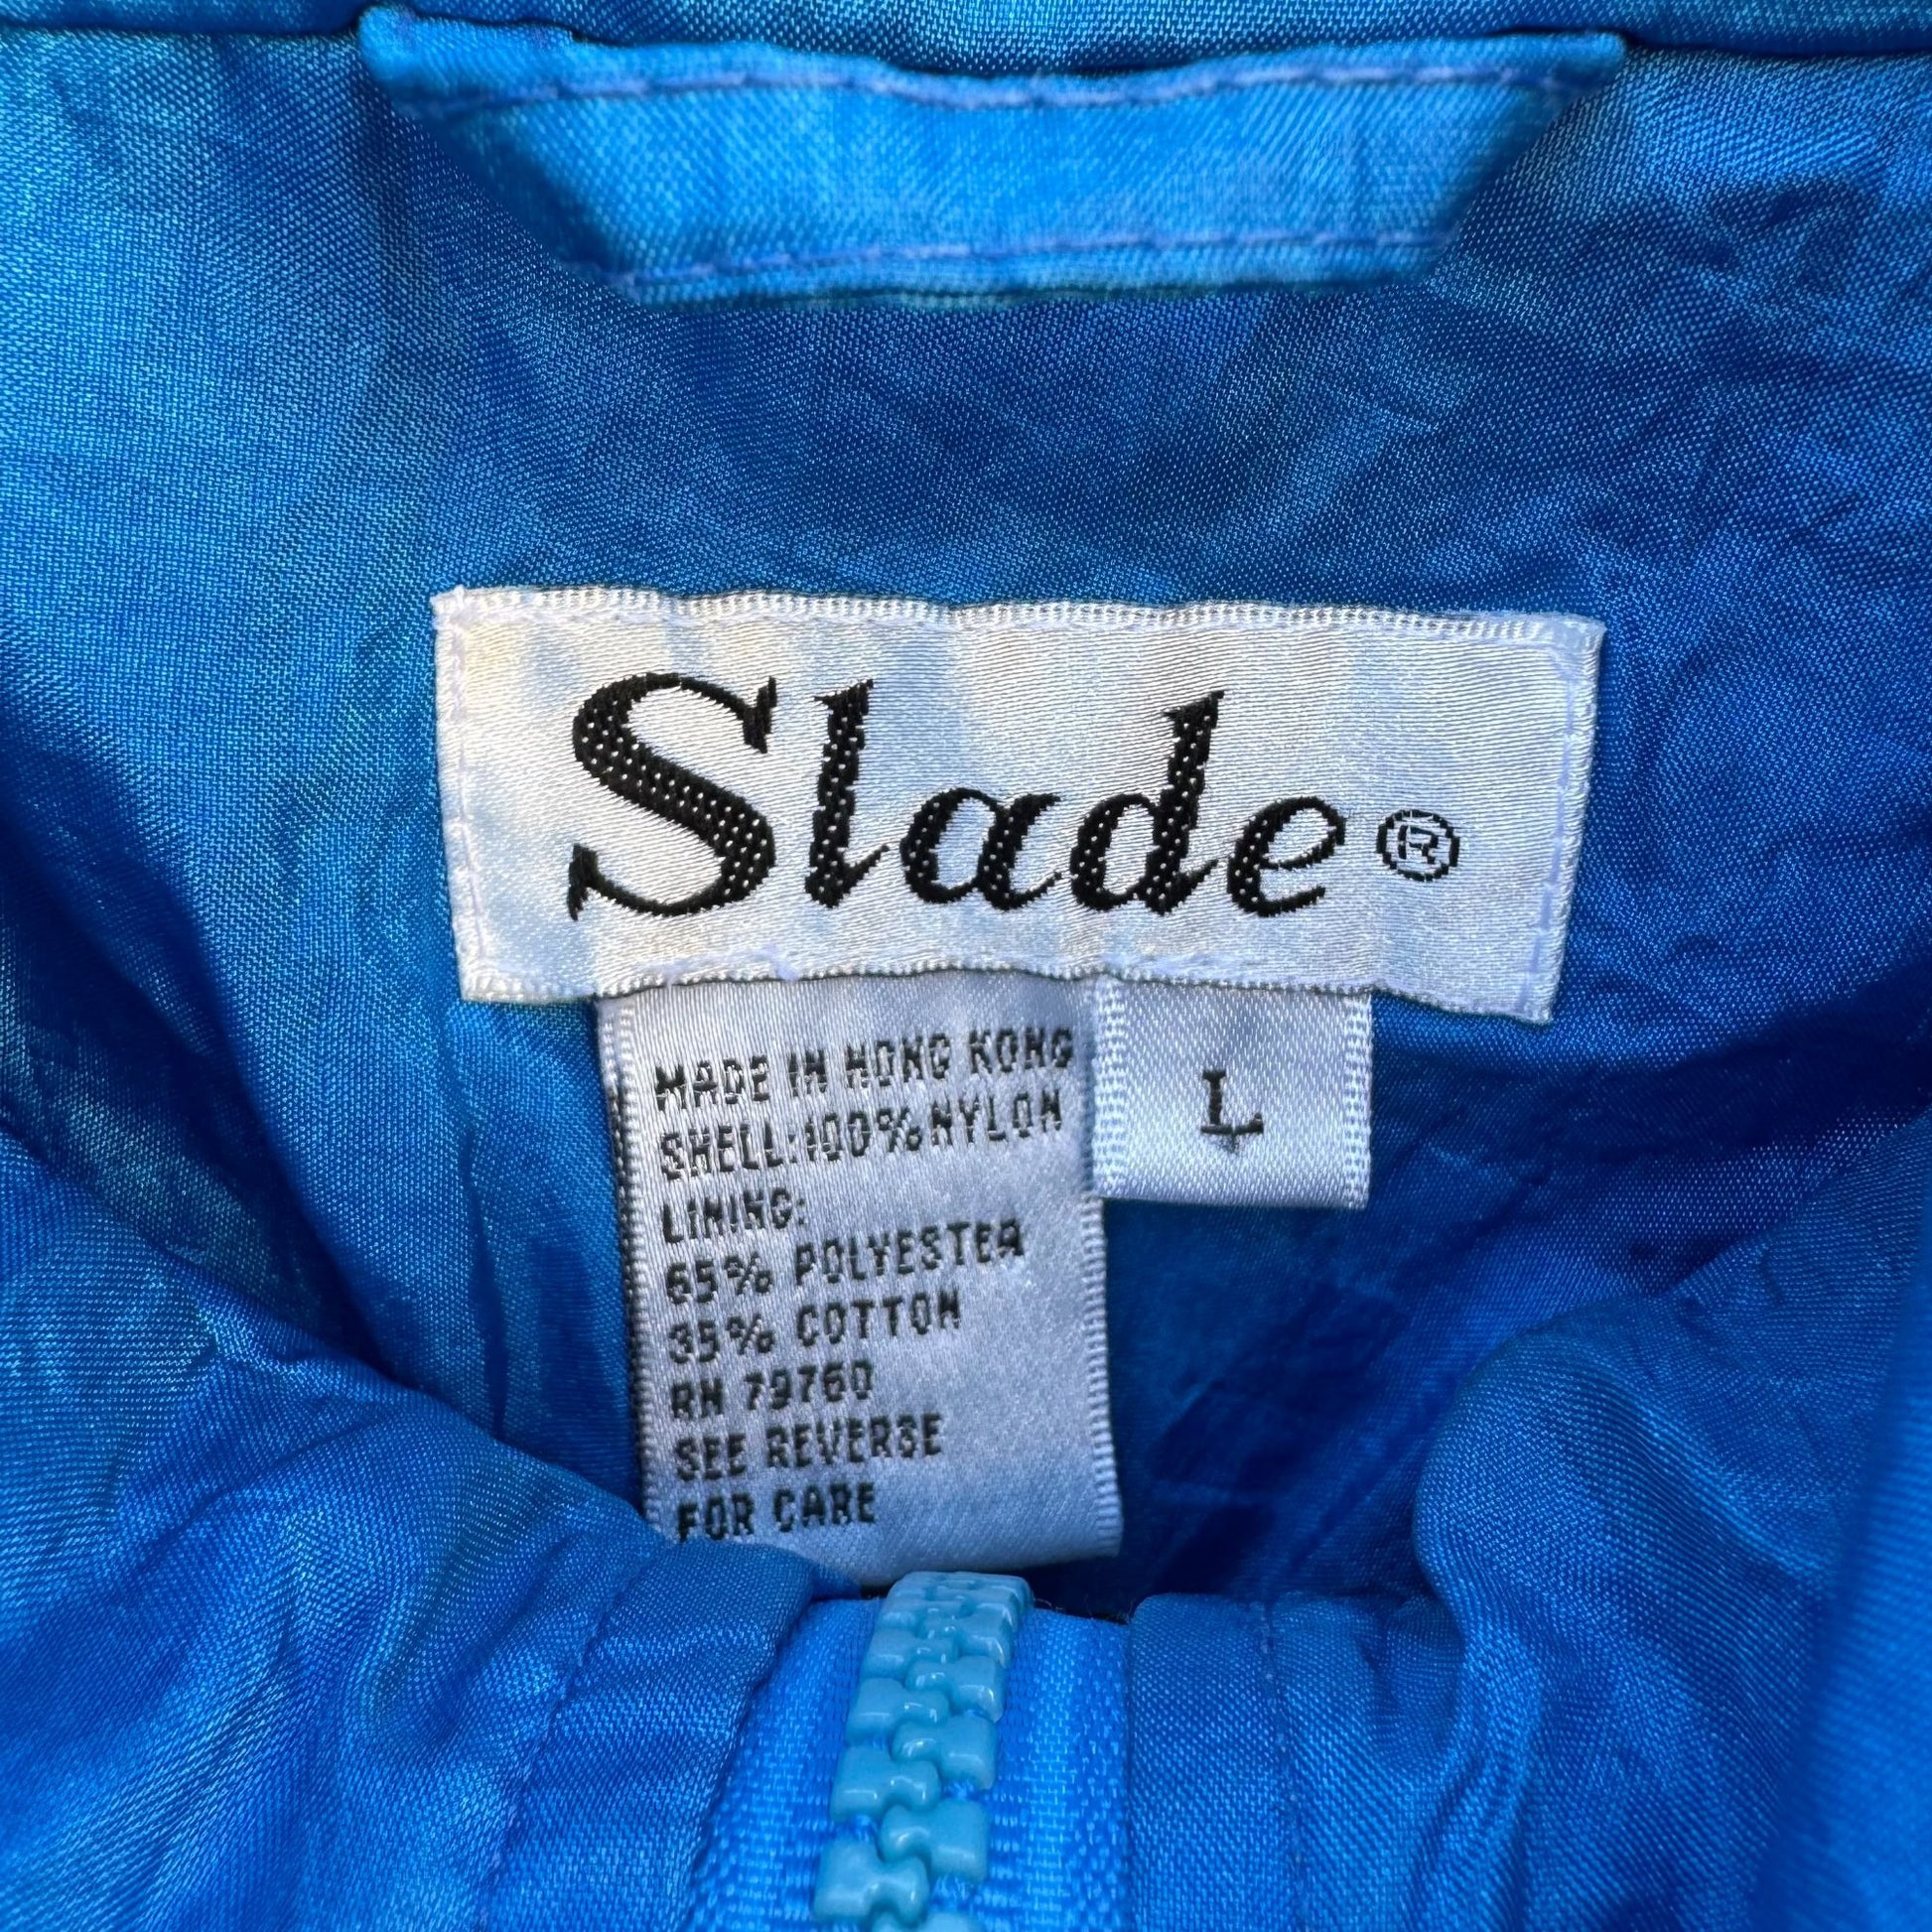 Slade®
MADE IN HONG KONG
SHELL:100%NYLON
LINING:
65% POLYESTER
35% COTTON
RN 79760
SEE REVERSE
FOR CARE
L